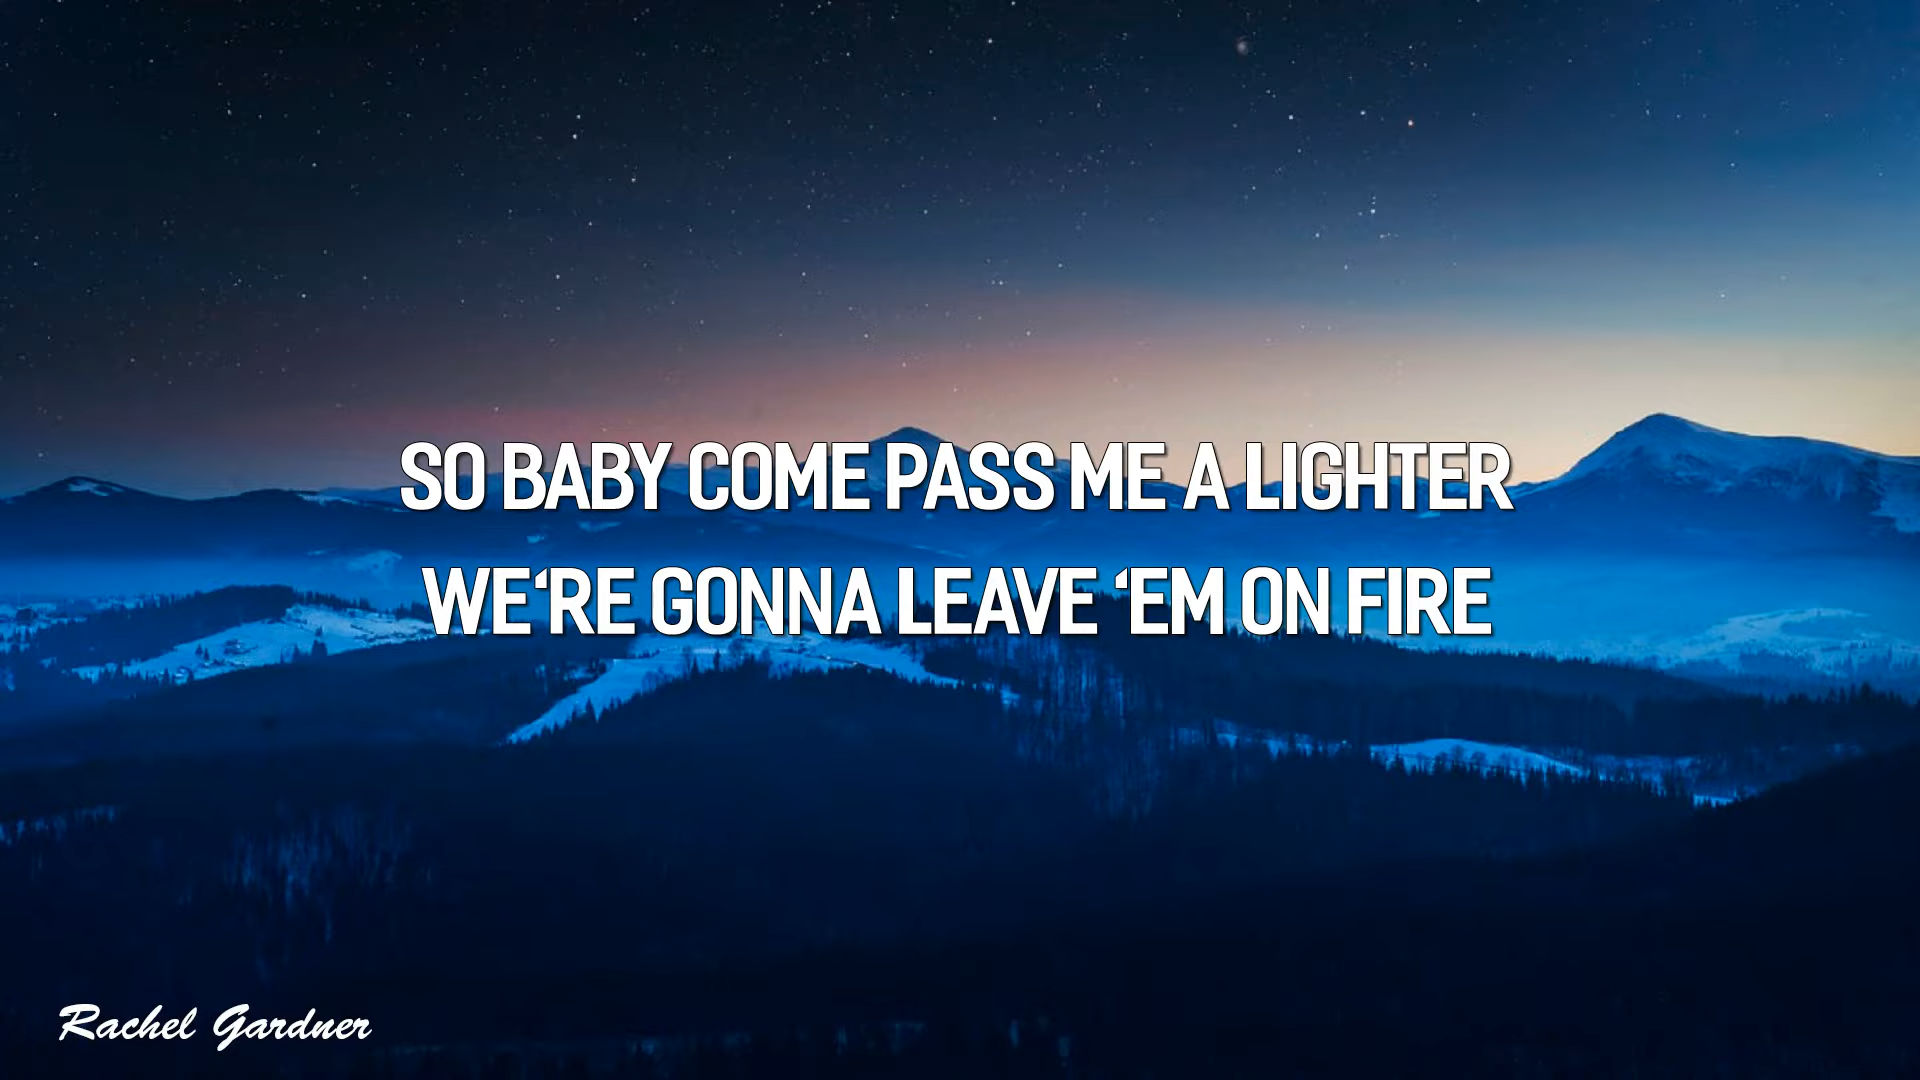 SO BABY COME PASS ME A LIGHTER
WE‘RE GONNA LEAVE ‘EM ON FIRE
Rachel Gardner